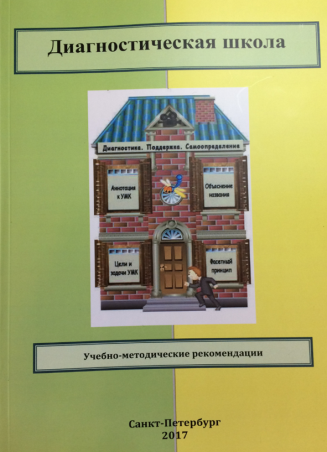 Диагностическая школа
Диагностика. Поддержка. Самоопределение
Аннотация
к УМК
Объяснение
названия
Цели и
задачи УМК
Фасетный
принцип
Учебно-методические рекомендации
Санкт-Петербург
2017